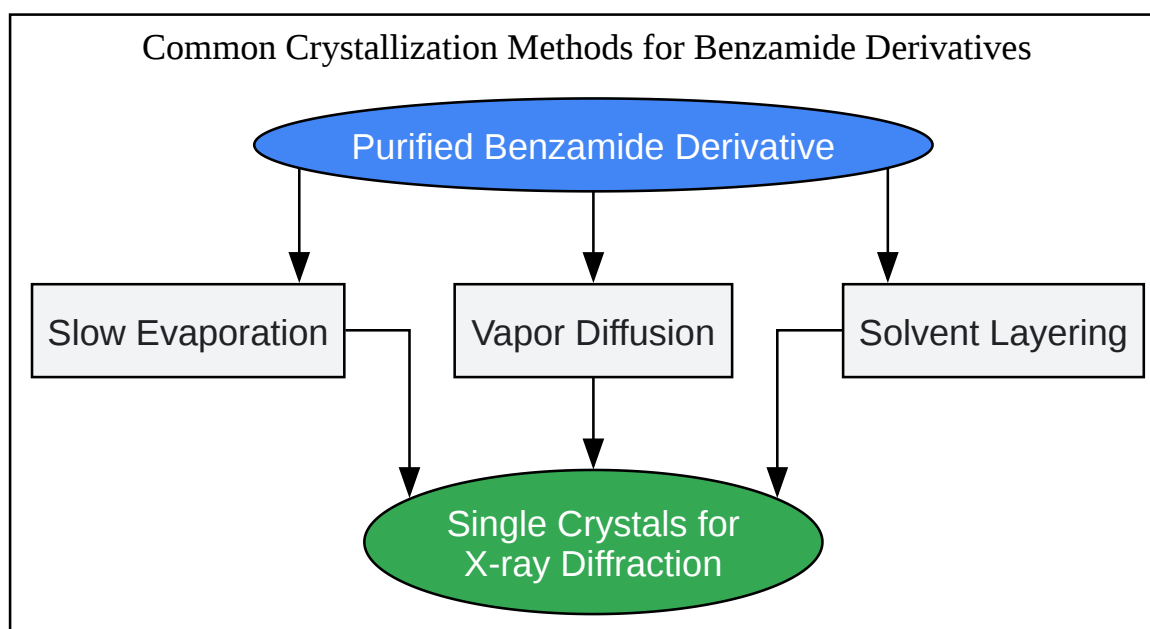 Common Crystallization Methods for Benzamide Derivatives
Purified Benzamide Derivative
Slow Evaporation
Vapor Diffusion
Solvent Layering
Single Crystals for
X-ray Diffraction